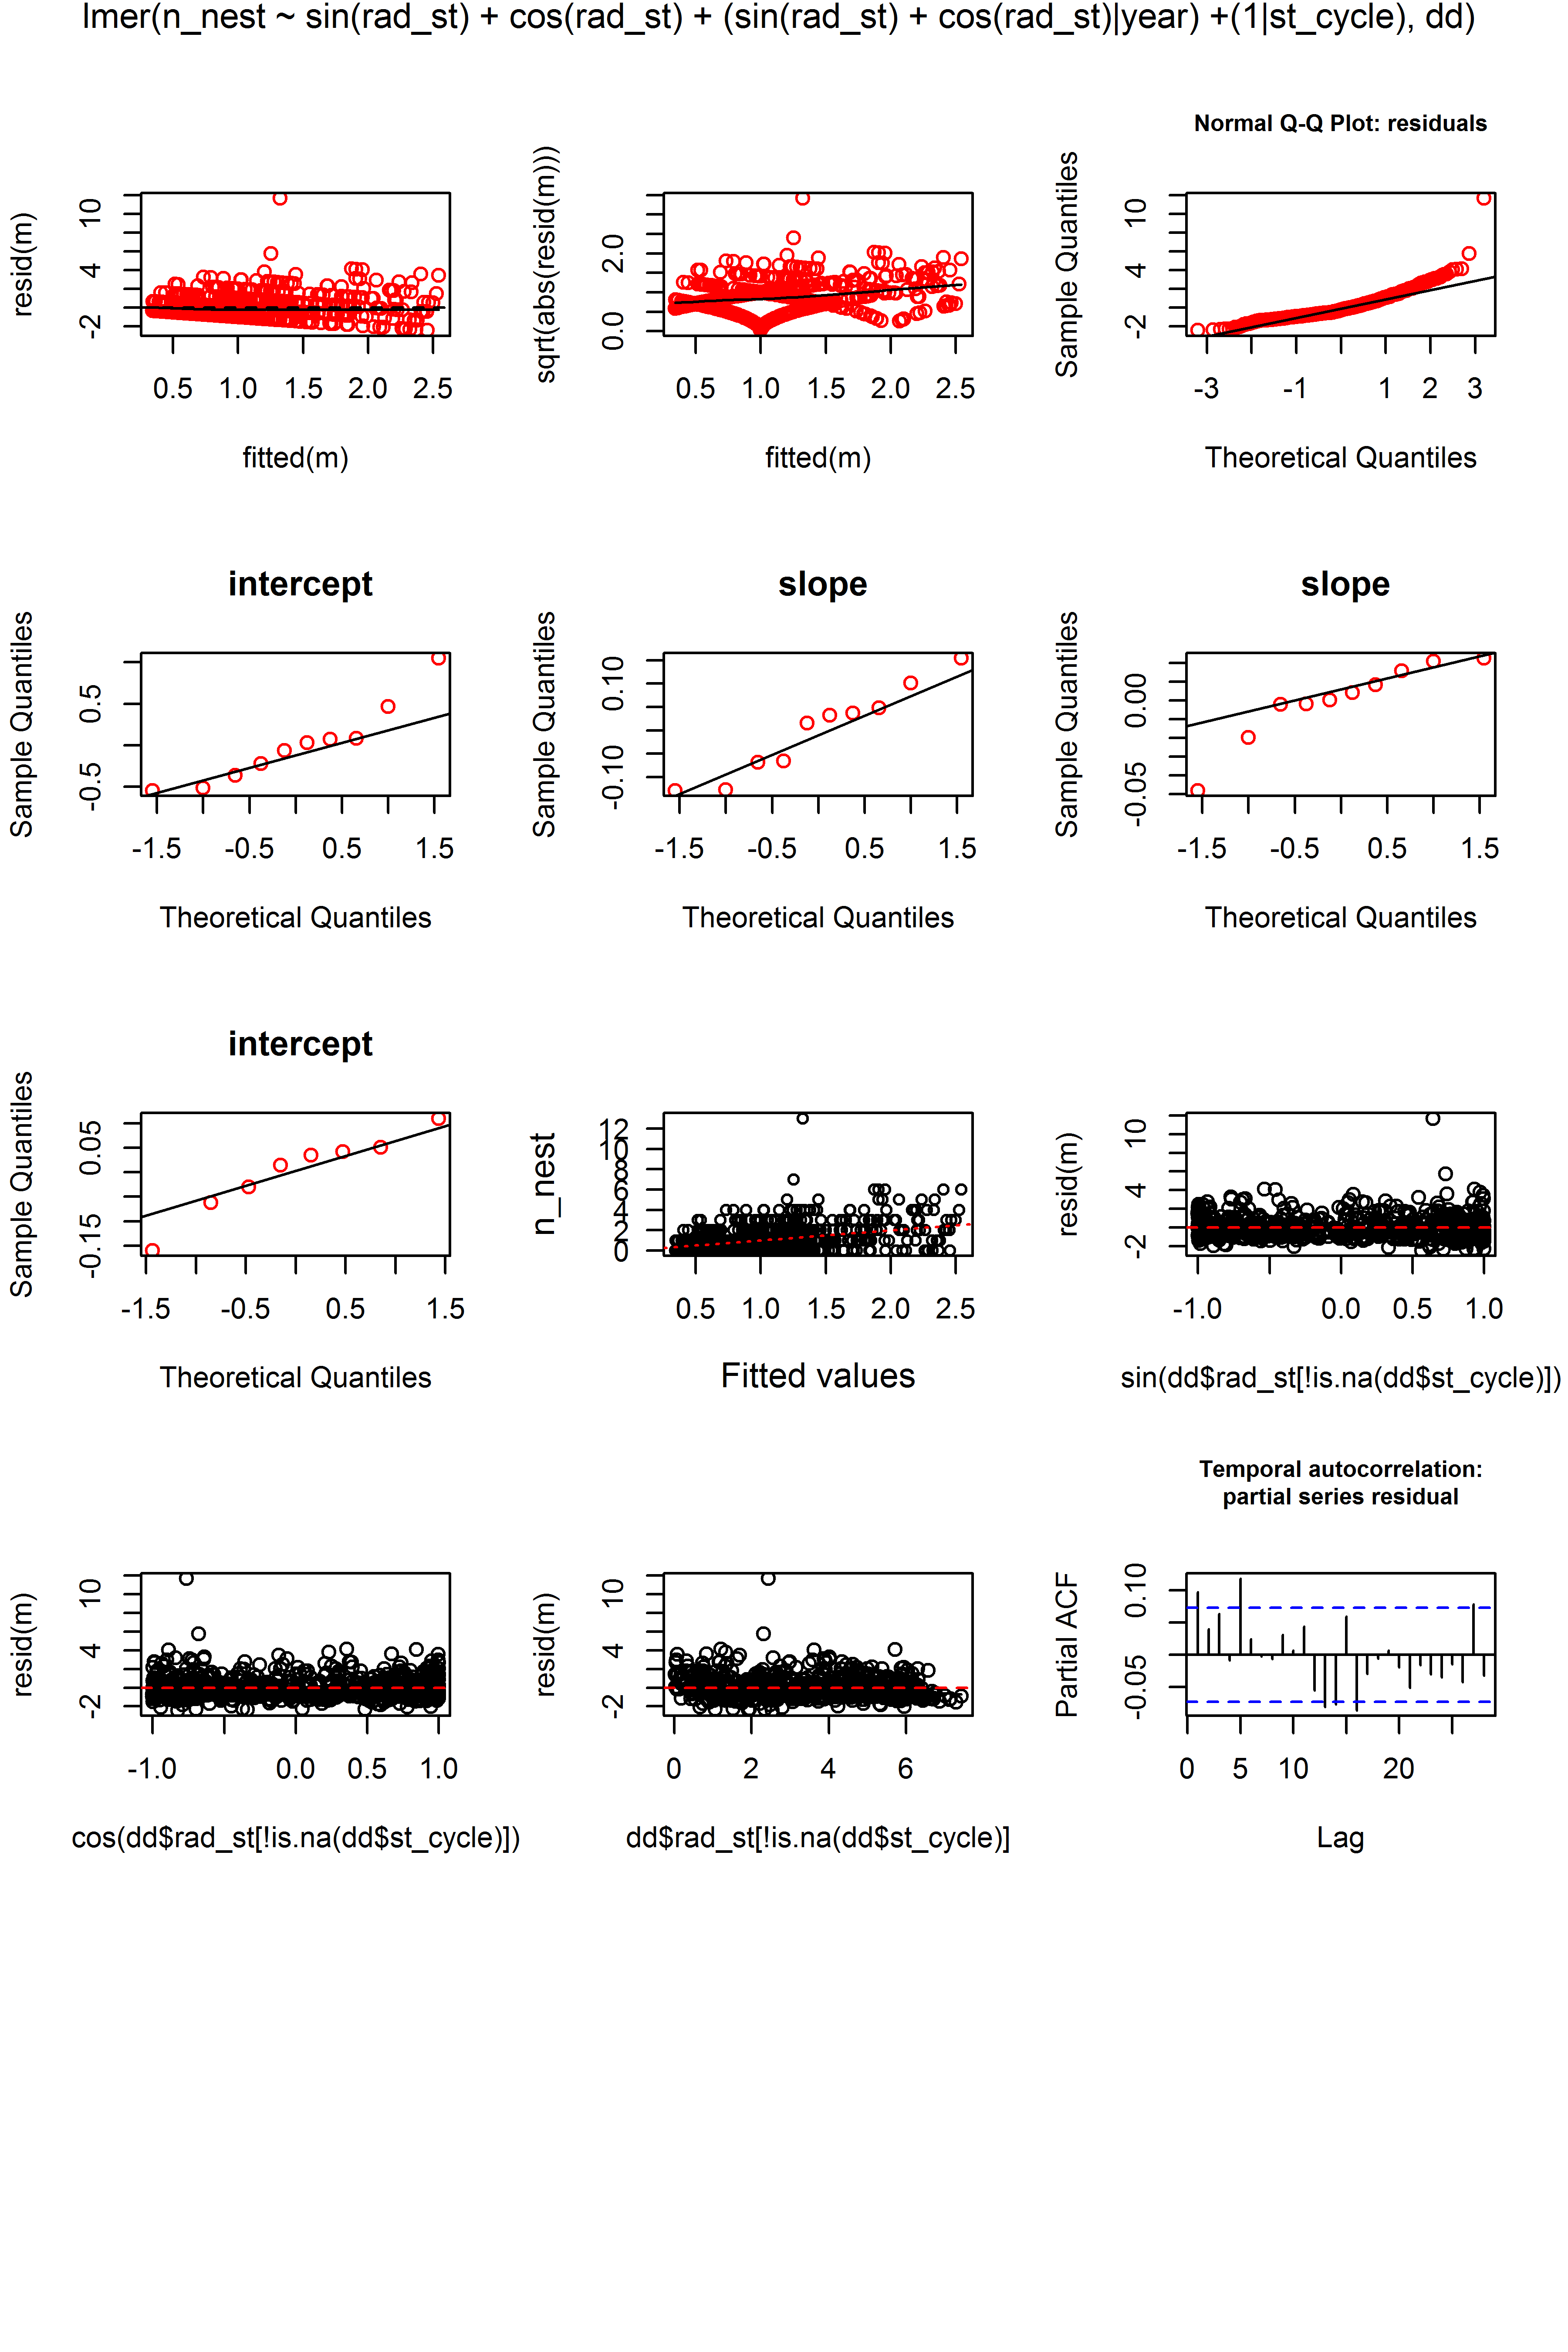 lmer(n_nest ~ sin(rad_st) + cos(rad_st) + (sin(rad_st) + cos(rad_st)|year) +(1|st_cycle), dd)
resid(m)
-2 4 10
0.5 1.0 1.5 2.0 2.5
fitted(m)
sqrt(abs(resid(m)))
0.0 2.0
0.5 1.0 1.5 2.0 2.5
fitted(m)
Normal Q-Q Plot: residuals
Sample Quantiles
-2 4 10
-3 -1 1 2 3
Theoretical Quantiles
intercept
Sample Quantiles
-0.5 0.5
-1.5 -0.5 0.5 1.5
Theoretical Quantiles
slope
Sample Quantiles
-0.10 0.10
-1.5 -0.5 0.5 1.5
Theoretical Quantiles
slope
Sample Quantiles
-0.05 0.00
-1.5 -0.5 0.5 1.5
Theoretical Quantiles
intercept
Sample Quantiles
-0.15 0.05
-1.5 -0.5 0.5 1.5
Theoretical Quantiles
n_nest
0 2 4 6 8 10 12
0.5 1.0 1.5 2.0 2.5
Fitted values
resid(m)
-2 4 10
-1.0 0.0 0.5 1.0
sin(dd$rad_st[!is.na(dd$st_cycle)])
resid(m)
-2 4 10
-1.0 0.0 0.5 1.0
cos(dd$rad_st[!is.na(dd$st_cycle)])
resid(m)
-2 4 10
0 2 4 6
dd$rad_st[!is.na(dd$st_cycle)]
Temporal autocorrelation:
partial series residual
Partial ACF
-0.05 0.10
0 5 10 20
Lag